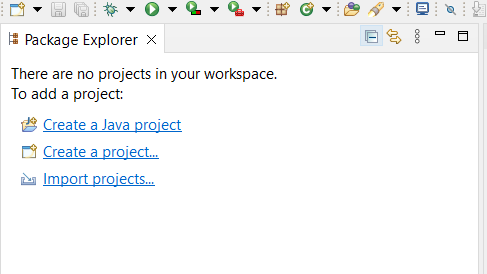 Package Explorer
There are no projects in your workspace.
To add a project:
Create a Java project
Create a project...
Import projects...